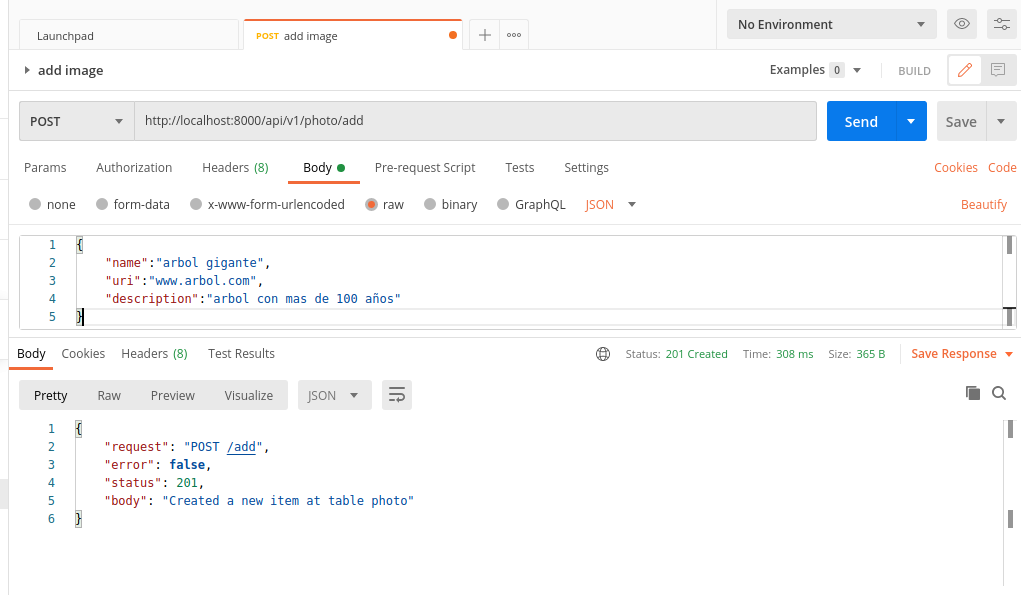 Launchpad
POST add image
No Environment
add image
Examples 0
BUILD
POST
http://localhost:8000/api/v1/photo/add
Send
Save
Params Authorization Headers (8) Body Pre-request Script Tests Settings Cookies Code
none form-data x-www-form-urlencoded raw binary GraphQL JSON Beautify
1 {
2 "name":"arbol gigante",
3 "uri":"www.arbol.com",
4 "description":"arbol con mas de 100 años"
5 }
Body Cookies Headers (8) Test Results Status: 201 Created Time: 308 ms Size: 365 B Save Response
Pretty Raw Preview Visualize JSON
1 {
2 "request": "POST /add",
3 "error": false,
4 "status": 201,
5 "body": "Created a new item at table photo"
6 }